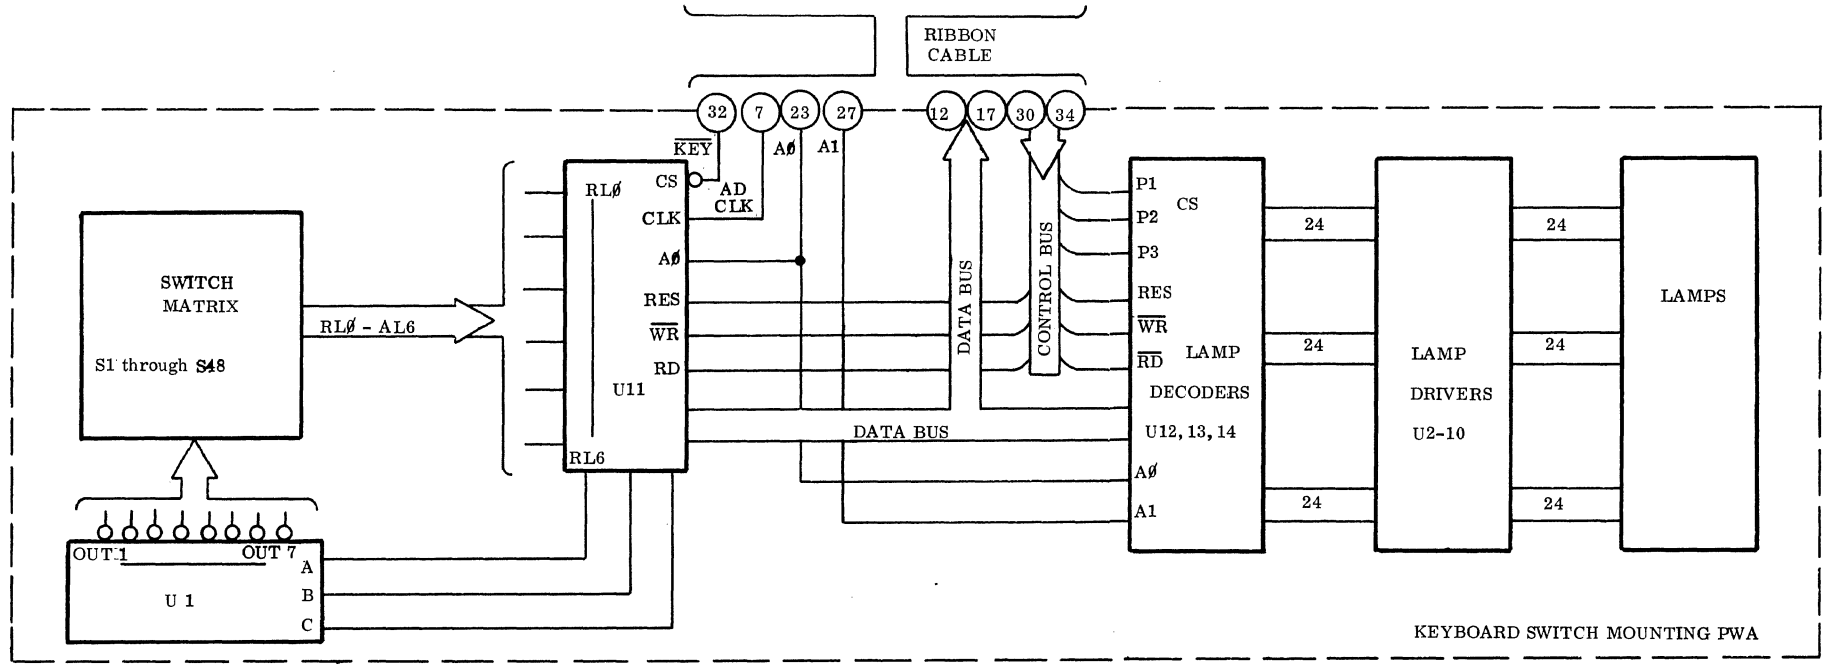 RIBBON
CABLE
32
7
23
27
12
17
30
34
KEY
AØ
A1
CS
AD
CLK
RLØ
CLK
AØ
RES
WR
RD
U11
RL6
SWITCH
MATRIX
S1 through S48
RLØ - AL6
DATA BUS
CONTROL BUS
DATA BUS
P1
CS
P2
P3
RES
WR
RD
LAMP
DECODERS
U12, 13, 14
AØ
A1
24
24
24
LAMP
DRIVERS
U2-10
24
24
24
LAMPS
OUT 1
OUT 7
A
B
C
U 1
KEYBOARD SWITCH MOUNTING PWA